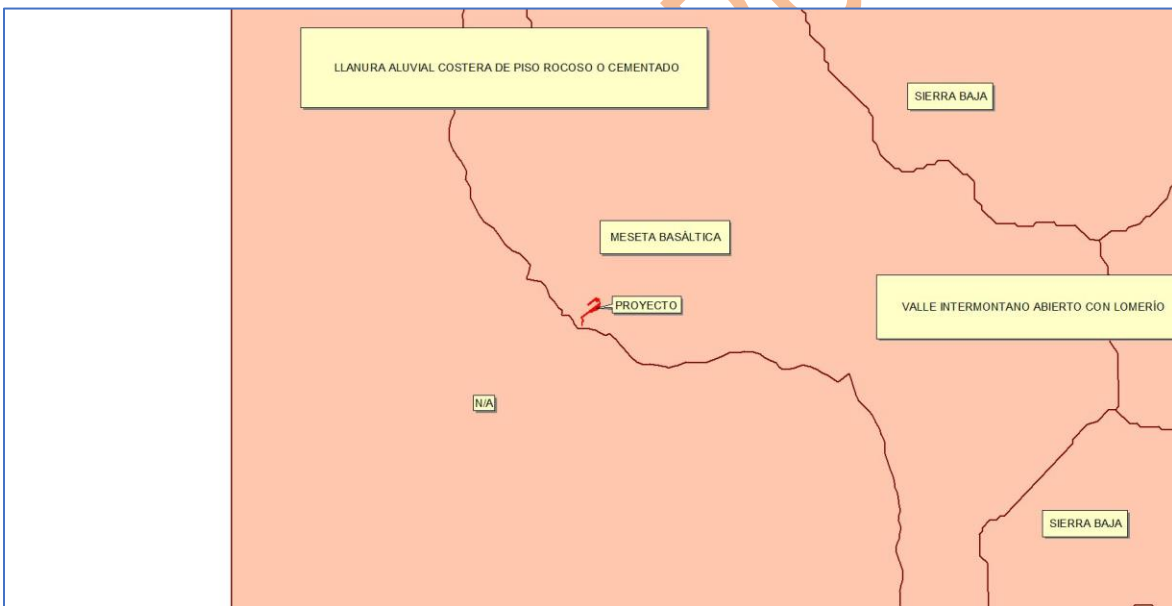 LLANURA ALUVIAL COSTERA DE PISO ROCOSO O CEMENTADO
SIERRA BAJA
MESETA BASÁLTICA
PROYECTO
VALLE INTERMONTANO ABIERTO CON LOMERÍO
N/A
SIERRA BAJA